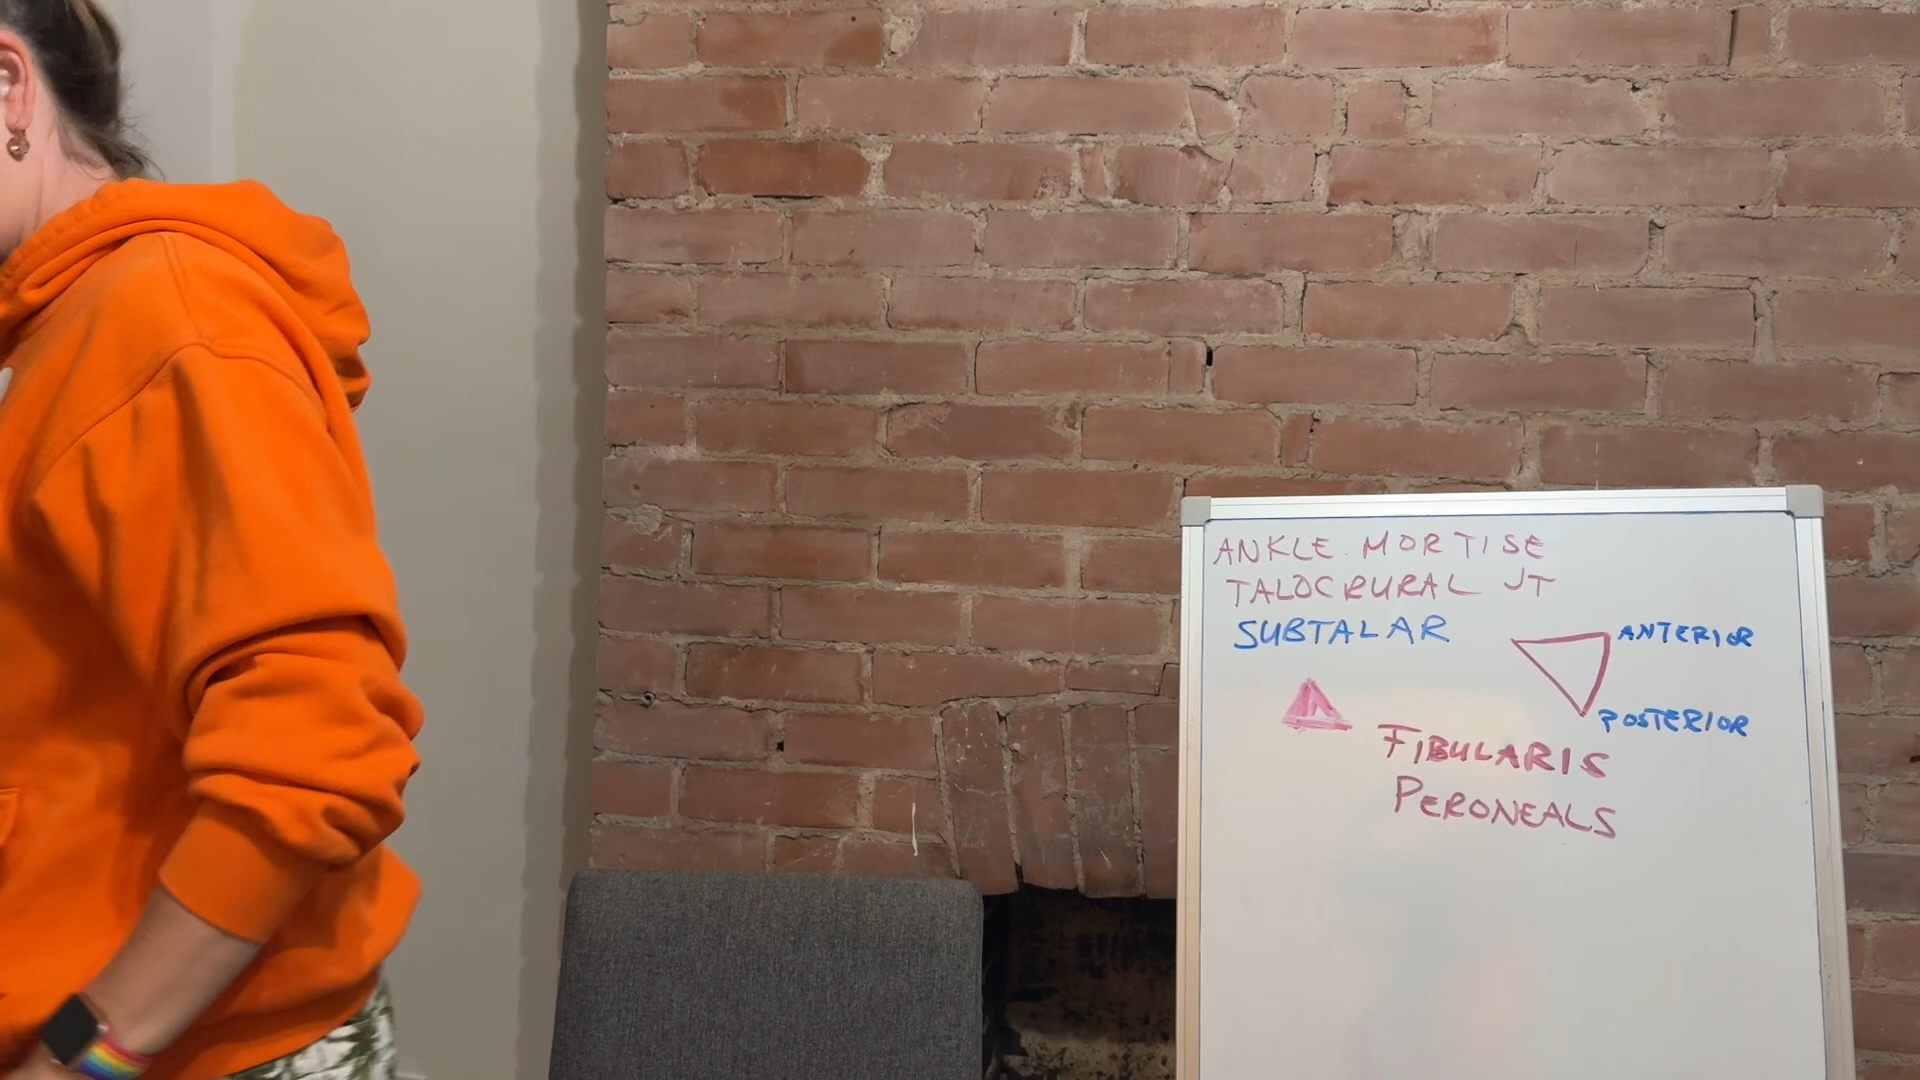 ANKLE MORTISE
TALOCRURAL JT
SUBTALAR
ANTERIOR
POSTERIOR
FIBULARIS
PERONEALS